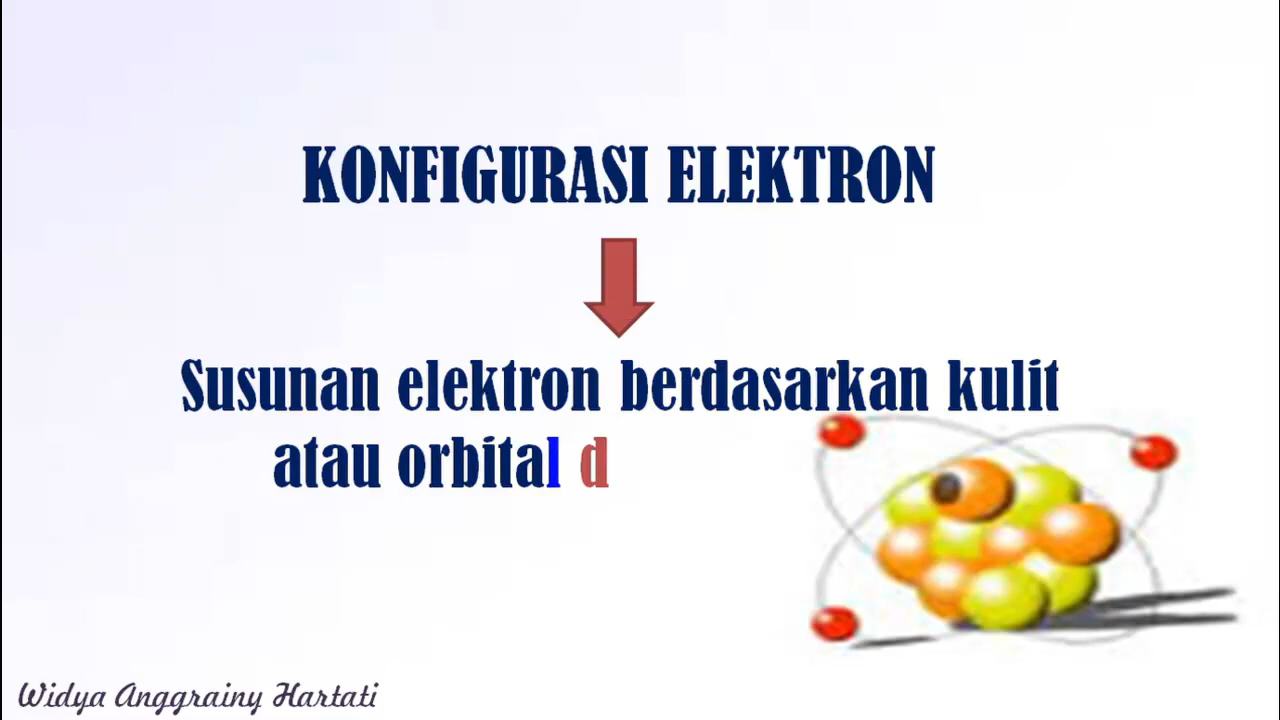 KONFIGURASI ELEKTRON
Susunan elektron berdasarkan kulit
atau orbital d
Widya Anggrainy Hartati